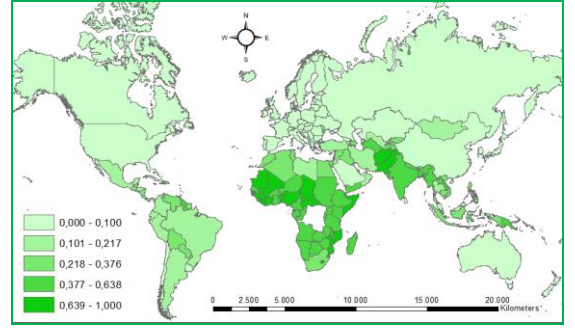 N
W E
S
0,000 - 0,100
0,101 - 0,217
0,218 - 0,376
0,377 - 0,638
0,639 - 1,000
0 2.500 5.000 10.000 15.000 20.000
Kilometers